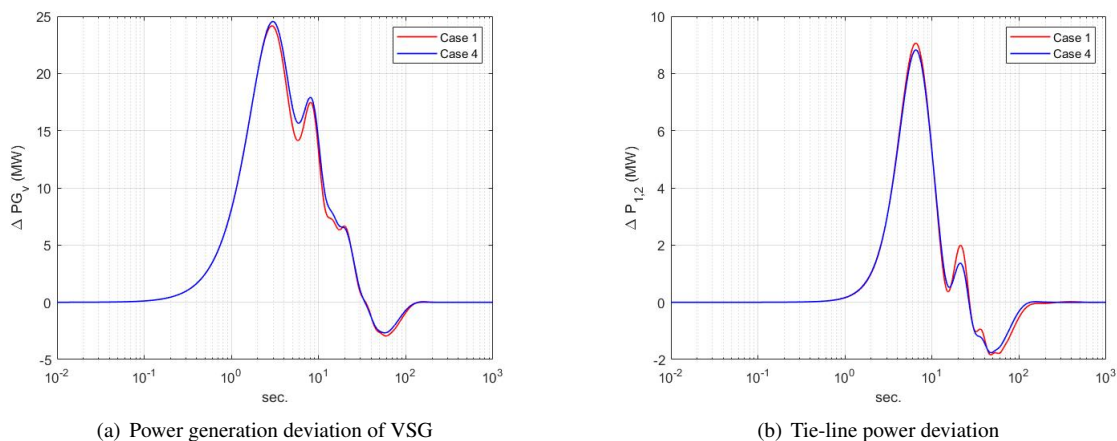 30
25
20
15
10
5
0
-5
Δ PG_v (MW)
Case 1
Case 4
10^-2
10^-1
10^0
10^1
10^2
10^3
sec.
(a) Power generation deviation of VSG
10
8
6
4
2
0
-2
Δ P_1,2 (MW)
Case 1
Case 4
10^-2
10^-1
10^0
10^1
10^2
10^3
sec.
(b) Tie-line power deviation